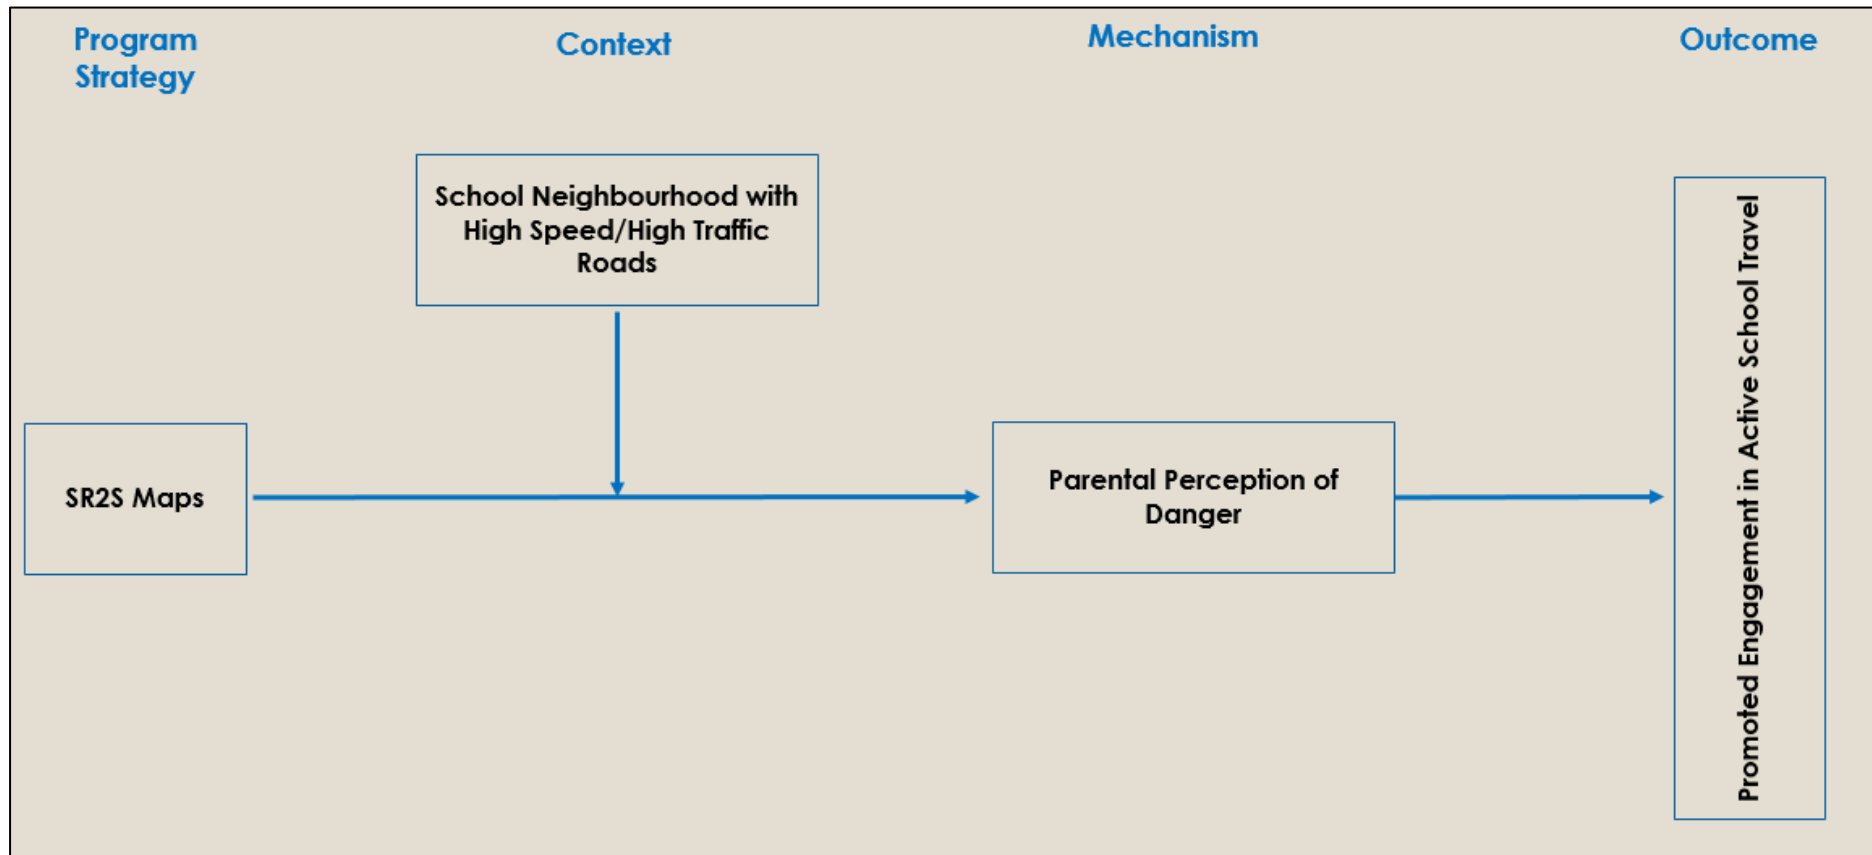 Program
Strategy
Context
Mechanism
Outcome
School Neighbourhood with
High Speed/High Traffic
Roads
SR2S Maps
Parental Perception of
Danger
Promoted Engagement in Active School Travel